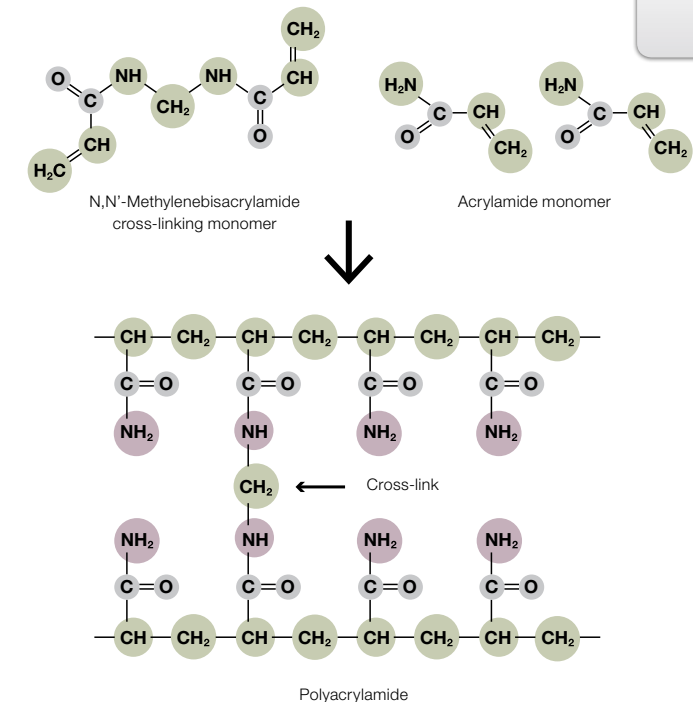 CH₂
O NH NH CH H₂N H₂N
C CH₂ C C CH C CH
CH O O CH₂ O CH₂
H₂C
N,N'-Methylenebisacrylamide
cross-linking monomer
Acrylamide monomer
CH CH₂ CH CH₂ CH CH₂ CH CH₂
C=O C=O C=O C=O
NH₂ NH NH₂ NH₂
CH₂ Cross-link
NH₂ NH NH₂ NH₂
C=O C=O C=O C=O
CH CH₂ CH CH₂ CH CH₂ CH CH₂
Polyacrylamide